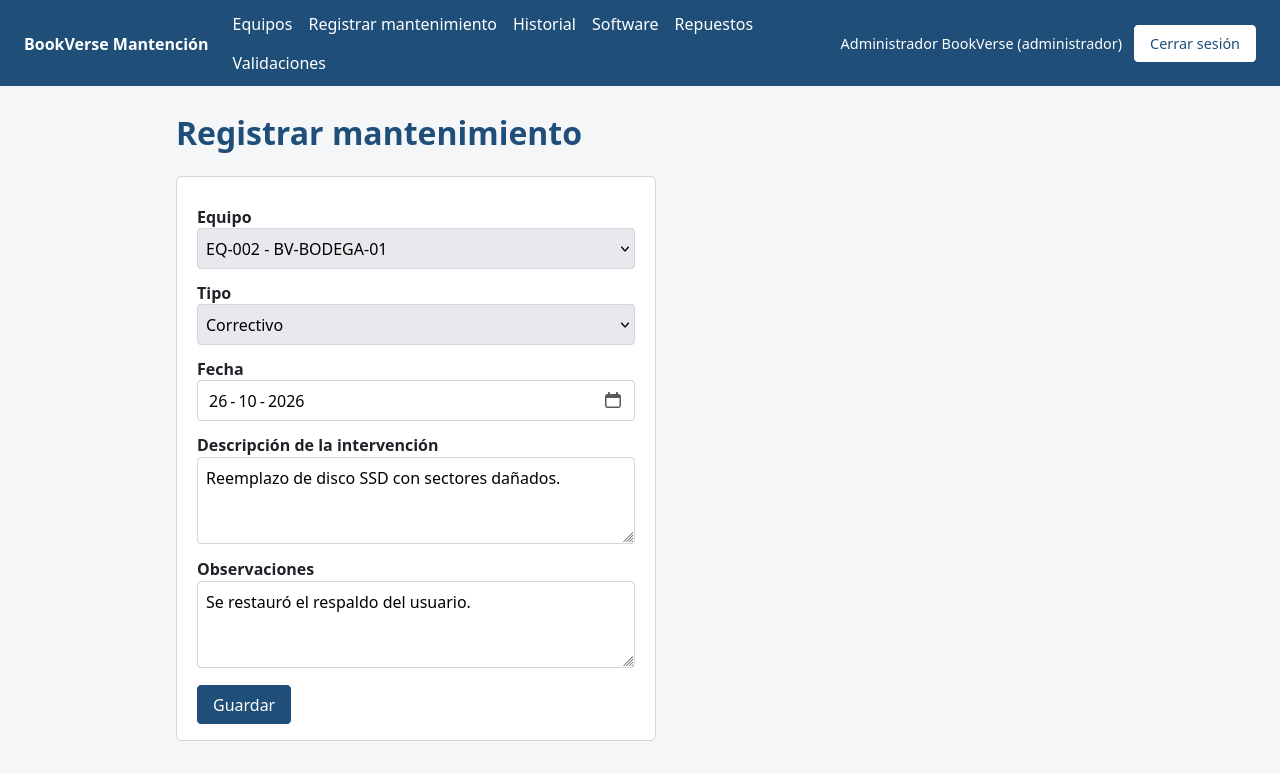 BookVerse Mantención
Equipos Registrar mantenimiento Historial Software Repuestos
Validaciones
Administrador BookVerse (administrador) Cerrar sesión
Registrar mantenimiento
Equipo
EQ-002 - BV-BODEGA-01
Tipo
Correctivo
Fecha
26-10-2026
Descripción de la intervención
Reemplazo de disco SSD con sectores dañados.
Observaciones
Se restauró el respaldo del usuario.
Guardar